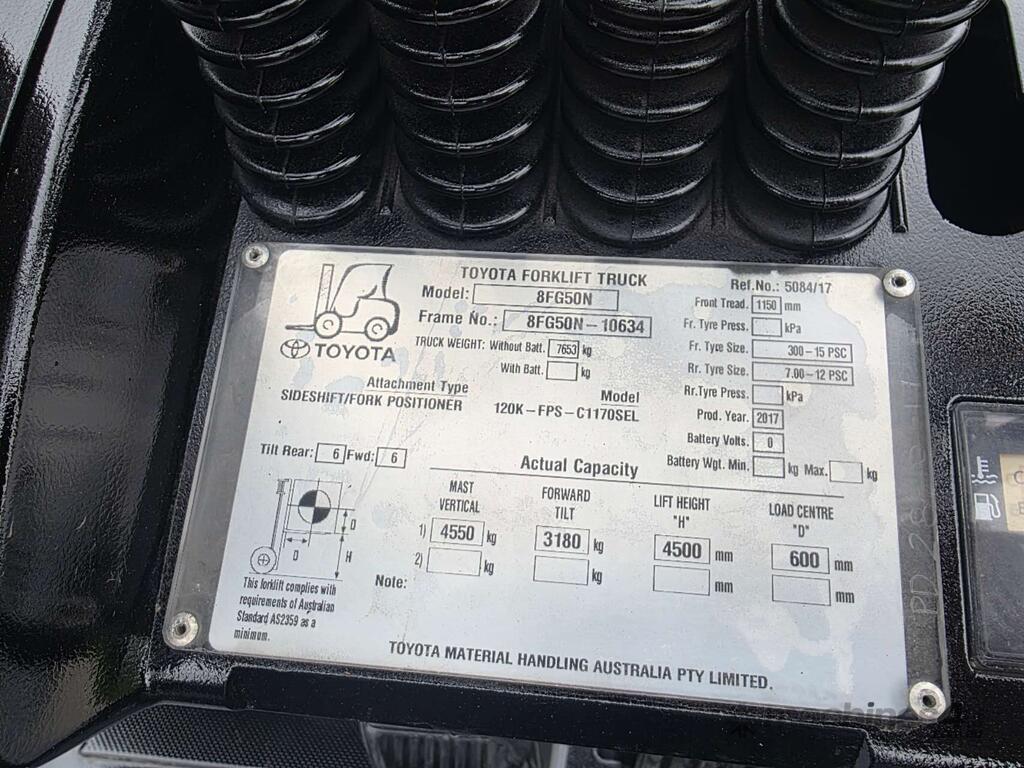 TOYOTA FORKLIFT TRUCK
Model: 8FG50N
Frame No.: 8FG50N-10634
TRUCK WEIGHT: Without Batt. 7653 kg
With Batt. kg
TOYOTA
Attachment Type
SIDESHIFT/FORK POSITIONER
Model
120K-FPS-C1170SEL
Ref.No.: 5084/17
Front Tread. 1150 mm
Fr. Tyre Press. kPa
Fr. Tyre Size. 300-15 PSC
Rr. Tyre Size. 7.00-12 PSC
Rr.Tyre Press. kPa
Prod. Year. 2017
Battery Volts. 0
Battery Wgt. Min. kg Max. kg
Tilt Rear: 6 Fwd: 6
Actual Capacity
MAST VERTICAL
FORWARD TILT
LIFT HEIGHT "H"
LOAD CENTRE "D"
1) 4550 kg 3180 kg 4500 mm 600 mm
2) kg kg mm mm
Note:
D
D
H
This forklift complies with
requirements of Australian
Standard AS2359 as a
minimum.
TOYOTA MATERIAL HANDLING AUSTRALIA PTY LIMITED.